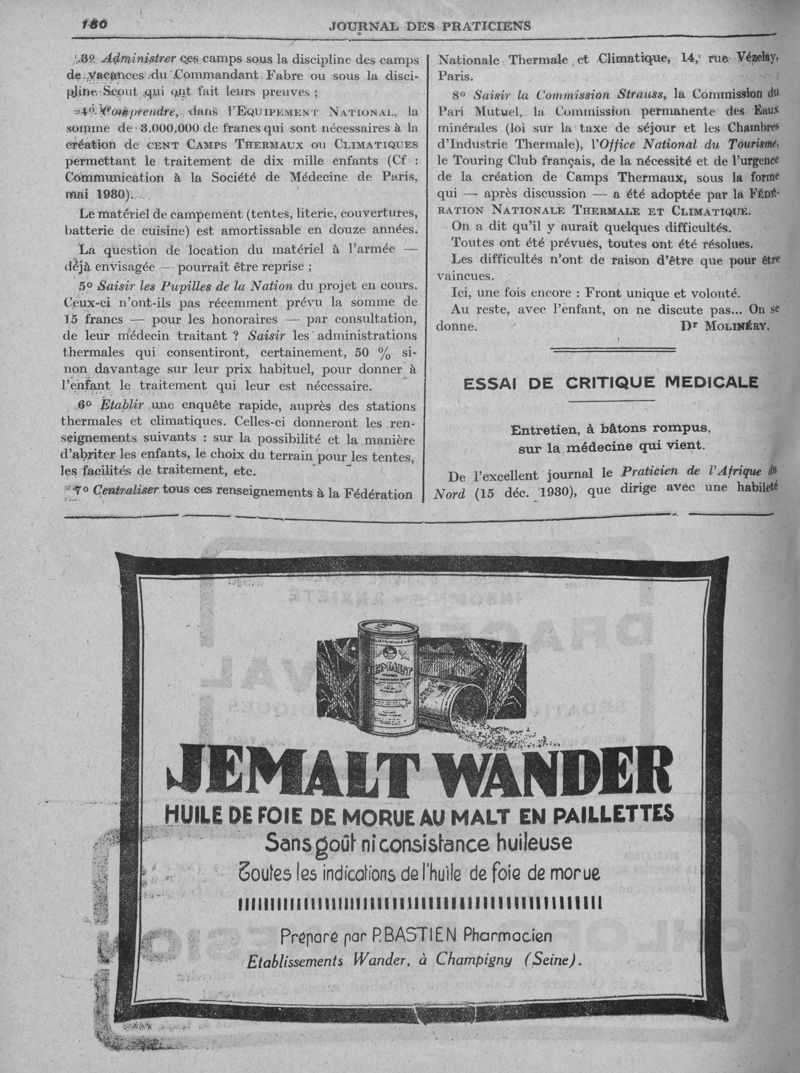 180
JOURNAL DES PRATICIENS
3º Administrer ces camps sous la discipline des camps
de Vacances du Commandant Fabre ou sous la disci-
pline Scout qui ont fait leurs preuves ;
4º Comprendre, dans l'EQUIPEMENT NATIONAL, la
somme de 3.000.000 de francs qui sont nécessaires à la
création de CENT CAMPS THERMAUX OU CLIMATIQUES
permettant le traitement de dix mille enfants (Cf :
Communication à la Société de Médecine de Paris,
mai 1930).
Le matériel de campement (tentes, literie, couvertures,
batterie de cuisine) est amortissable en douze années.
La question de location du matériel à l'armée —
déjà envisagée — pourrait être reprise ;
5º Saisir les Pupilles de la Nation du projet en cours.
Ceux-ci n'ont-ils pas récemment prévu la somme de
15 francs — pour les honoraires — par consultation,
de leur médecin traitant ? Saisir les administrations
thermales qui consentiront, certainement, 50 % si-
non davantage sur leur prix habituel, pour donner à
l'enfant le traitement qui leur est nécessaire.
6º Etablir une enquête rapide, auprès des stations
thermales et climatiques. Celles-ci donneront les ren-
seignements suivants : sur la possibilité et la manière
d'abriter les enfants, le choix du terrain pour les tentes,
les facilités de traitement, etc.
7º Centraliser tous ces renseignements à la Fédération
Nationale Thermale et Climatique, 14, rue Vézelay,
Paris.
8º Saisir la Commission Strauss, la Commission du
Pari Mutuel, la Commission permanente des Eaux
minérales (loi sur la taxe de séjour et les Chambres
d'Industrie Thermale), l'Office National du Tourisme,
le Touring Club français, de la nécessité et de l'urgence
de la création de Camps Thermaux, sous la forme
qui — après discussion — a été adoptée par la FÉDÉ-
RATION NATIONALE THERMALE ET CLIMATIQUE.
On a dit qu'il y aurait quelques difficultés.
Toutes ont été prévues, toutes ont été résolues.
Les difficultés n'ont de raison d'être que pour être
vaincues.
Ici, une fois encore : Front unique et volonté.
Au reste, avec l'enfant, on ne discute pas... On se
donne. Dr MOLINÉRY.
ESSAI DE CRITIQUE MEDICALE
Entretien, à bâtons rompus,
sur la médecine qui vient.
De l'excellent journal le Praticien de l'Afrique du
Nord (15 déc. 1930), que dirige avec une habileté
JEMALT
JEMALT WANDER
HUILE DE FOIE DE MORUE AU MALT EN PAILLETTES
Sans goût ni consistance huileuse
Toutes les indications de l'huile de foie de morue
Préparé par P. BASTIEN Pharmacien
Etablissements Wander, à Champigny (Seine).